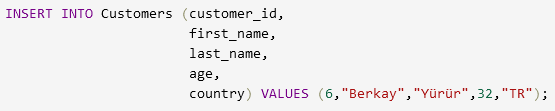 INSERT INTO Customers (customer_id,
first_name,
last_name,
age,
country) VALUES (6,"Berkay","Yürür",32,"TR");